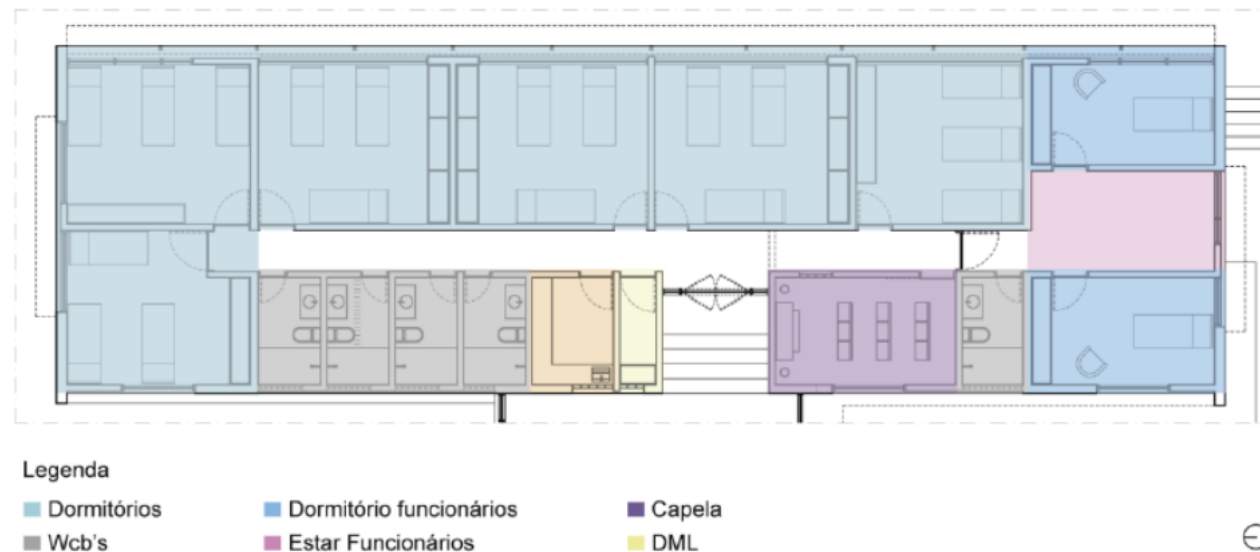 Legenda
Dormitórios Dormitório funcionários Capela
Wcb's Estar Funcionários DML